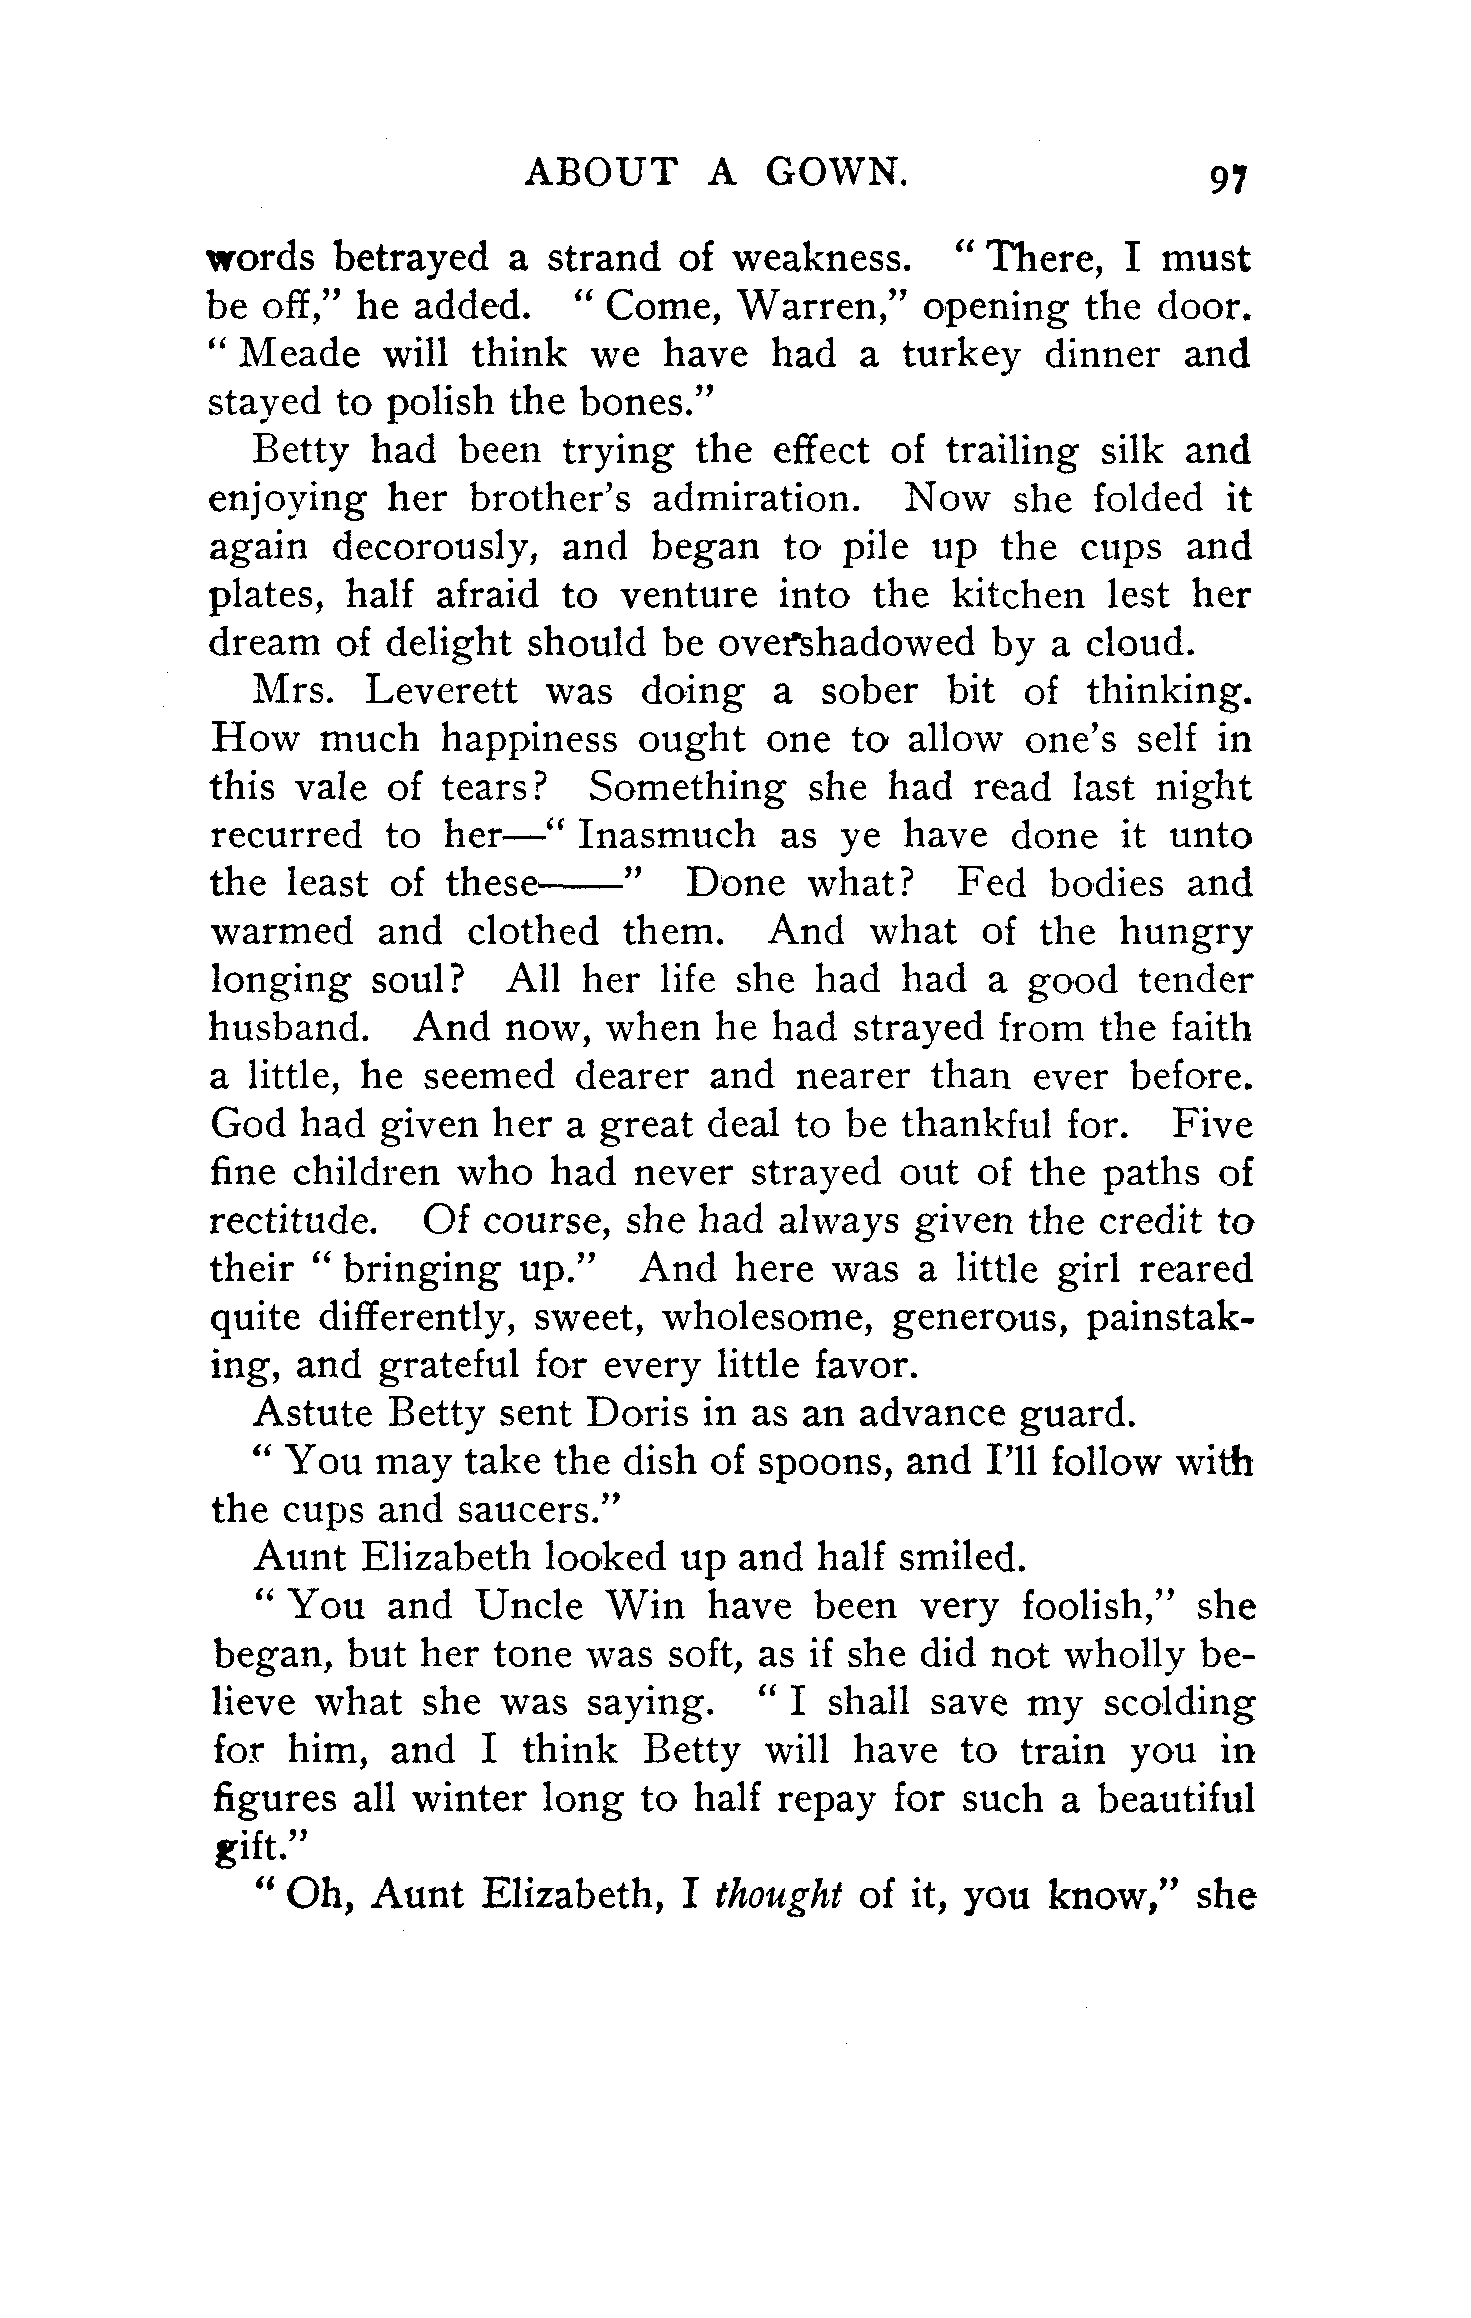 ABOUT A GOWN. 97
words betrayed a strand of weakness. “ There, I must
be off,” he added. “ Come, Warren,” opening the door.
“ Meade will think we have had a turkey dinner and
stayed to polish the bones.”
Betty had been trying the effect of trailing silk and
enjoying her brother’s admiration. Now she folded it
again decorously, and began to pile up the cups and
plates, half afraid to venture into the kitchen lest her
dream of delight should be overshadowed by a cloud.
Mrs. Leverett was doing a sober bit of thinking.
How much happiness ought one to allow one’s self in
this vale of tears? Something she had read last night
recurred to her—“ Inasmuch as ye have done it unto
the least of these——” Done what? Fed bodies and
warmed and clothed them. And what of the hungry
longing soul? All her life she had had a good tender
husband. And now, when he had strayed from the faith
a little, he seemed dearer and nearer than ever before.
God had given her a great deal to be thankful for. Five
fine children who had never strayed out of the paths of
rectitude. Of course, she had always given the credit to
their “ bringing up.” And here was a little girl reared
quite differently, sweet, wholesome, generous, painstak-
ing, and grateful for every little favor.
Astute Betty sent Doris in as an advance guard.
“ You may take the dish of spoons, and I’ll follow with
the cups and saucers.”
Aunt Elizabeth looked up and half smiled.
“ You and Uncle Win have been very foolish,” she
began, but her tone was soft, as if she did not wholly be-
lieve what she was saying. “ I shall save my scolding
for him, and I think Betty will have to train you in
figures all winter long to half repay for such a beautiful
gift.”
“ Oh, Aunt Elizabeth, I thought of it, you know,” she